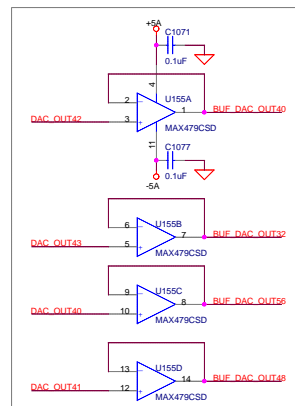 +5A
C1071
0.1uF
4
U155A
2
−
1
BUF_DAC_OUT40
DAC_OUT42
3
+
MAX479CSD
11
C1077
0.1uF
-5A
6
−
U155B
7
BUF_DAC_OUT32
DAC_OUT43
5
+
MAX479CSD
9
−
U155C
8
BUF_DAC_OUT56
DAC_OUT40
10
+
MAX479CSD
13
−
U155D
14
BUF_DAC_OUT48
DAC_OUT41
12
+
MAX479CSD